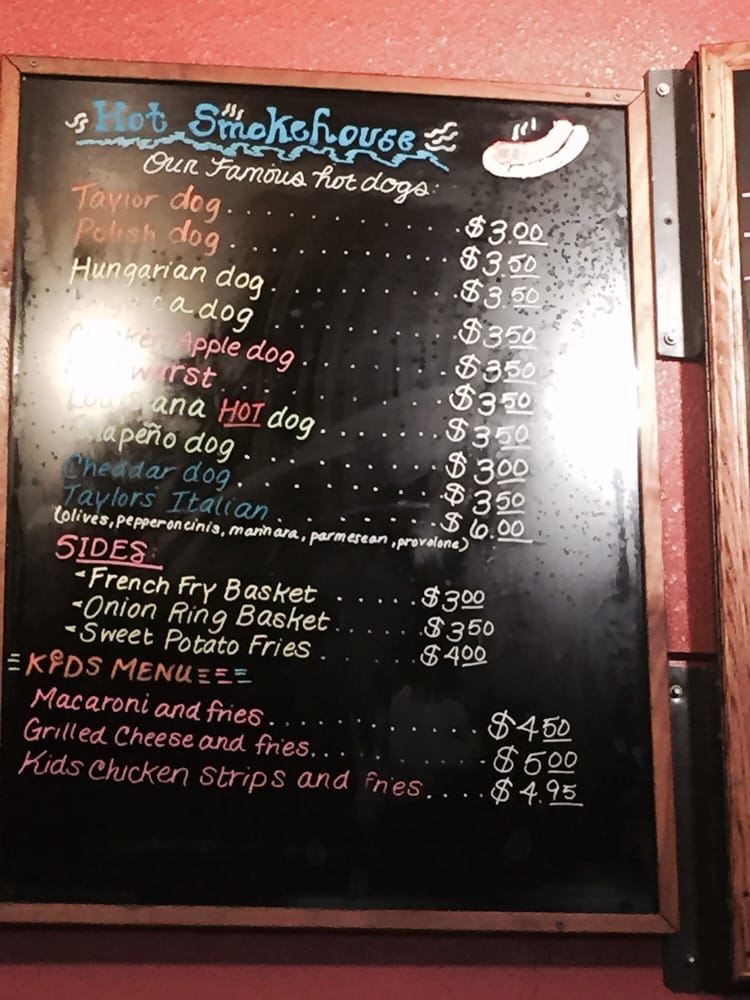 Hot Smokehouse
Our Famous hot dogs:
Taylor dog . . . . . . . . . . . $3.00
Polish dog . . . . . . . . . . . $3.50
Hungarian dog . . . . . . . . . $3.50
dog . . . . . . . . . . $3.50
Chicken Apple dog . . . . . . . $3.50
. . . . . . . . . . $3.50
Louisiana HOT dog . . . . . . $3.50
Jalapeño dog . . . . . . . . . $3.00
Cheddar dog . . . . . . . . . $3.50
Taylors Italian . . . . . . . $6.00
(olives, pepperoncinis, marinara, parmesean, provolone)
SIDES:
-French Fry Basket . . . . . . $3.00
-Onion Ring Basket . . . . . . $3.50
-Sweet Potato Fries . . . . . . $4.00
KIDS MENU
Macaroni and fries . . . . . . . . . . . . $4.50
Grilled Cheese and fries . . . . . . . . . $5.00
Kids Chicken Strips and fries . . . . $4.95